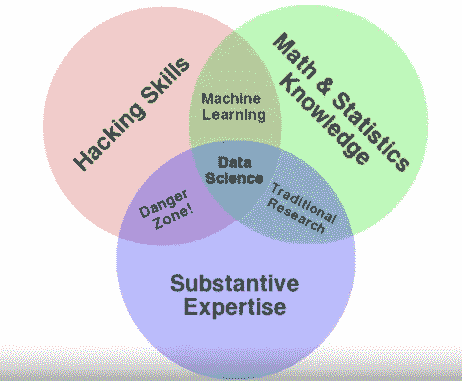 Hacking Skills
Math & Statistics
Knowledge
Machine
Learning
Data
Science
Danger
Zone!
Traditional
Research
Substantive
Expertise